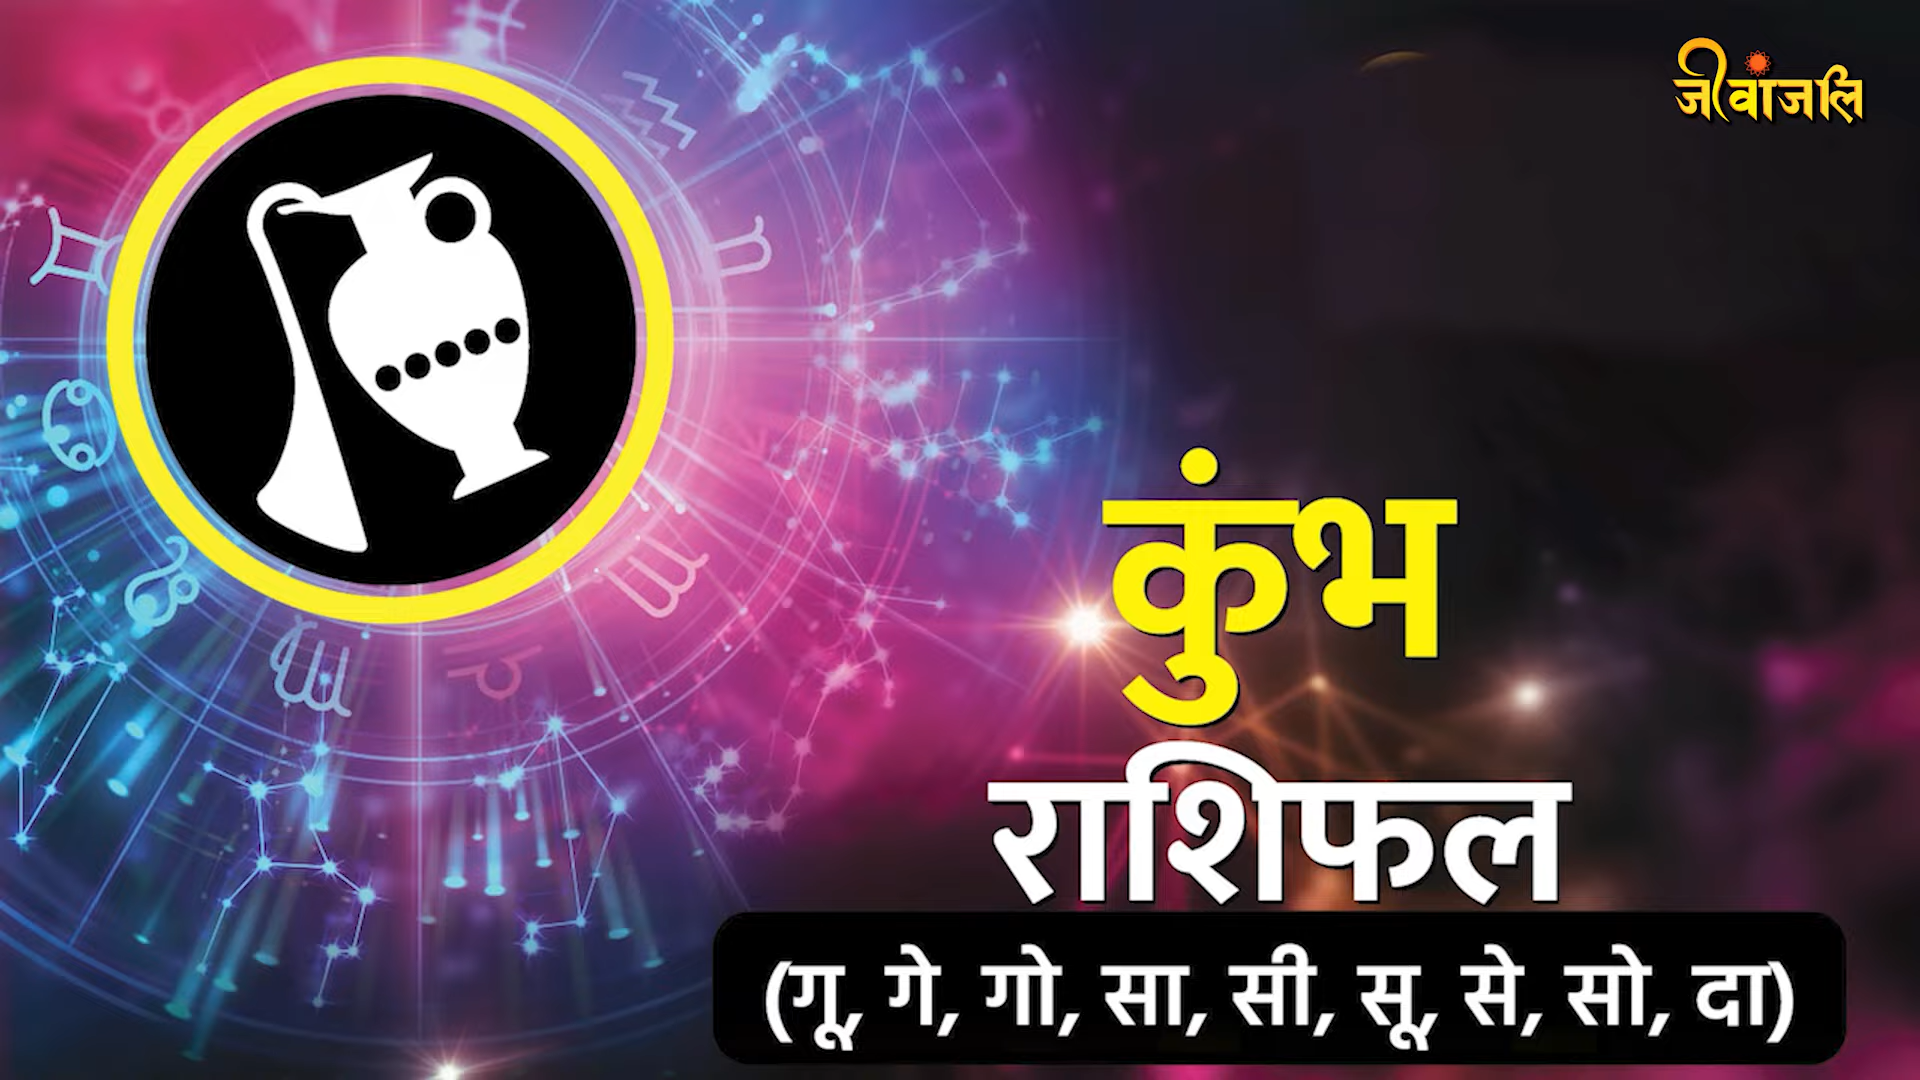 जीवांजलि
कुंभ
राशिफल
(गू, गे, गो, सा, सी, सू, से, सो, दा)